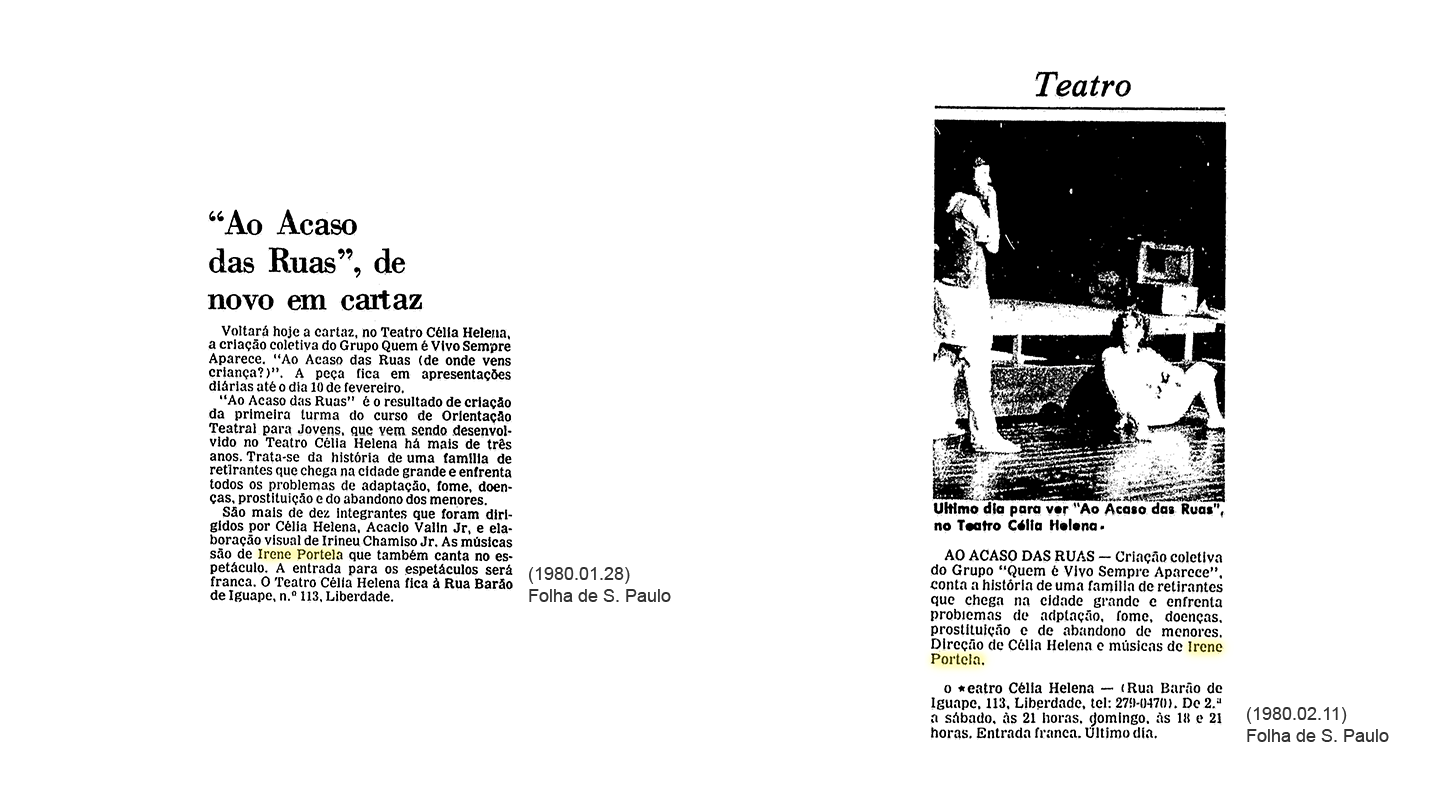 “Ao Acaso
das Ruas”, de
novo em cartaz
Voltará hoje a cartaz, no Teatro Célia Helena,
a criação coletiva do Grupo Quem é Vivo Sempre
Aparece. “Ao Acaso das Ruas (de onde vens
criança?)”. A peça fica em apresentações
diárias até o dia 10 de fevereiro.
“Ao Acaso das Ruas” é o resultado de criação
da primeira turma do curso de Orientação
Teatral para Jovens, que vem sendo desenvol-
vido no Teatro Célia Helena há mais de três
anos. Trata-se da história de uma família de
retirantes que chega na cidade grande e enfrenta
todos os problemas de adaptação, fome, doen-
ças, prostituição e do abandono dos menores.
São mais de dez integrantes que foram diri-
gidos por Célia Helena, Acacio Valin Jr, e ela-
boração visual de Irineu Chamiso Jr. As músicas
são de Irene Portela que também canta no es-
petáculo. A entrada para os espetáculos será
franca. O Teatro Célia Helena fica à Rua Barão
de Iguape, n.º 113, Liberdade.
(1980.01.28)
Folha de S. Paulo
Teatro
Ultimo dia para ver "Ao Acaso das Ruas",
no Teatro Célia Helena.
AO ACASO DAS RUAS — Criação coletiva
do Grupo “Quem é Vivo Sempre Aparece”,
conta a história de uma família de retirantes
que chega na cidade grande e enfrenta
problemas de adptação, fome, doenças,
prostituição e de abandono de menores.
Direção de Célia Helena e músicas de Irene
Portela.
o ★eatro Célia Helena — (Rua Barão de
Iguape, 113, Liberdade, tel: 279-0470). De 2.ª
a sábado, às 21 horas, domingo, às 18 e 21
horas. Entrada franca. Último dia.
(1980.02.11)
Folha de S. Paulo